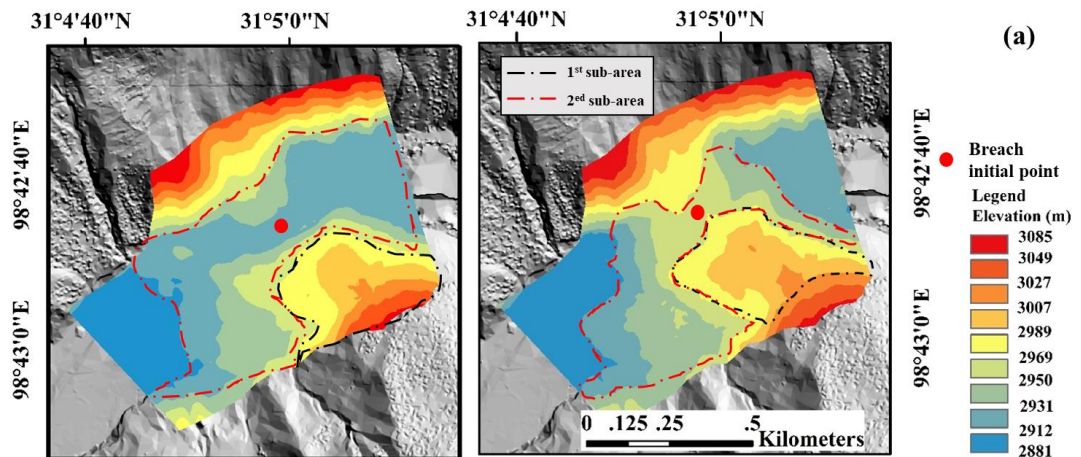 31°4'40"N 31°5'0"N 31°4'40"N 31°5'0"N
(a)
1st sub-area
2ed sub-area
98°42'40"E
98°43'0"E
98°42'40"E
98°43'0"E
Breach
initial point
Legend
Elevation (m)
3085
3049
3027
3007
2989
2969
2950
2931
2912
2881
0 .125 .25 .5
Kilometers